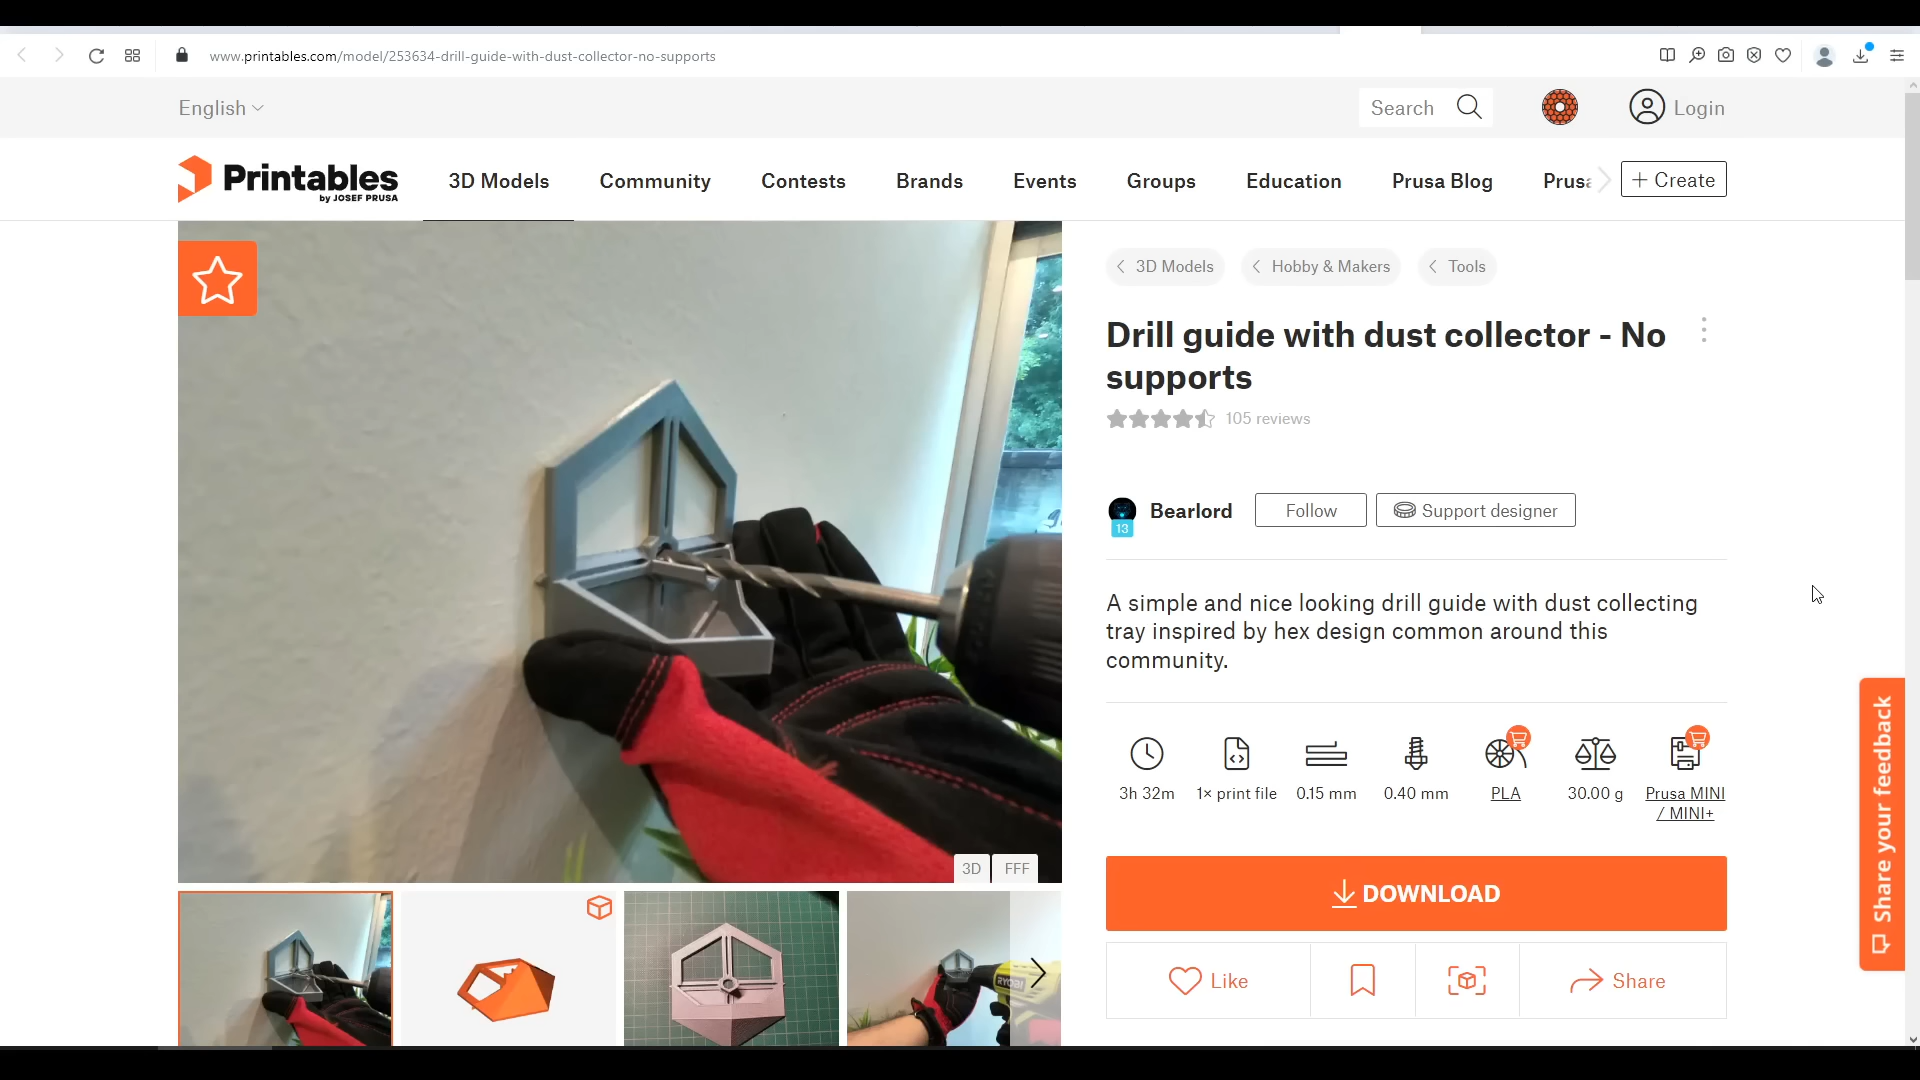 www.printables.com/model/253634-drill-guide-with-dust-collector-no-supports
English
Search
Login
Printables
by JOSEF PRUSA
3D Models
Community
Contests
Brands
Events
Groups
Education
Prusa Blog
Prusa
+ Create
3D Models
Hobby & Makers
Tools
Drill guide with dust collector - No
supports
105 reviews
13
Bearlord
Follow
Support designer
A simple and nice looking drill guide with dust collecting
tray inspired by hex design common around this
community.
3h 32m
1× print file
0.15 mm
0.40 mm
PLA
30.00 g
Prusa MINI
/ MINI+
3D
FFF
DOWNLOAD
Like
Share
Share your feedback
RYOBI